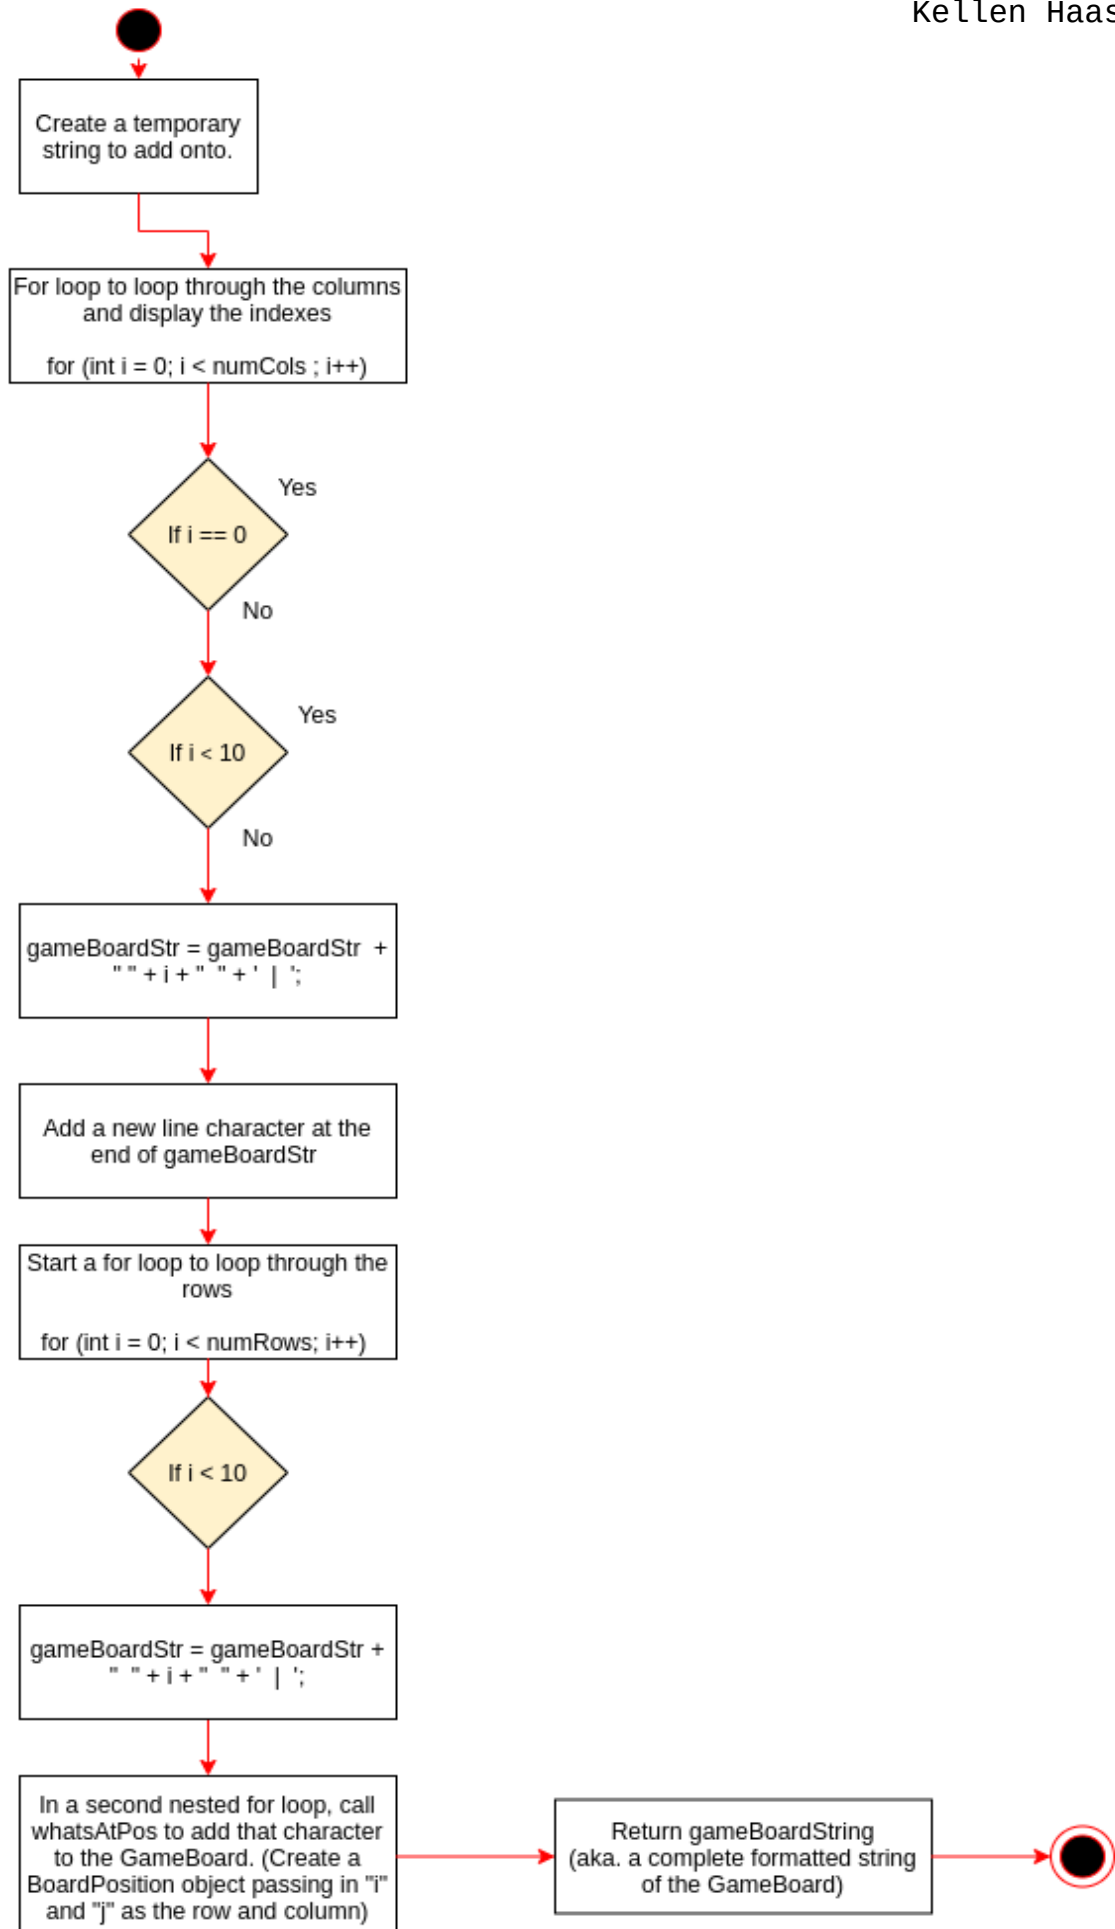 Kellen Haas
Create a temporary
string to add onto.
For loop to loop through the columns
and display the indexes
for (int i = 0; i < numCols ; i++)
Yes
If i == 0
No
Yes
If i < 10
No
gameBoardStr = gameBoardStr  +
" " + i + "  " + '  |  ';
Add a new line character at the
end of gameBoardStr
Start a for loop to loop through the
rows
for (int i = 0; i < numRows; i++)
If i < 10
gameBoardStr = gameBoardStr +
"  " + i + "  " + '  |  ';
In a second nested for loop, call
whatsAtPos to add that character
to the GameBoard. (Create a
BoardPosition object passing in "i"
and "j" as the row and column)
Return gameBoardString
(aka. a complete formatted string
of the GameBoard)